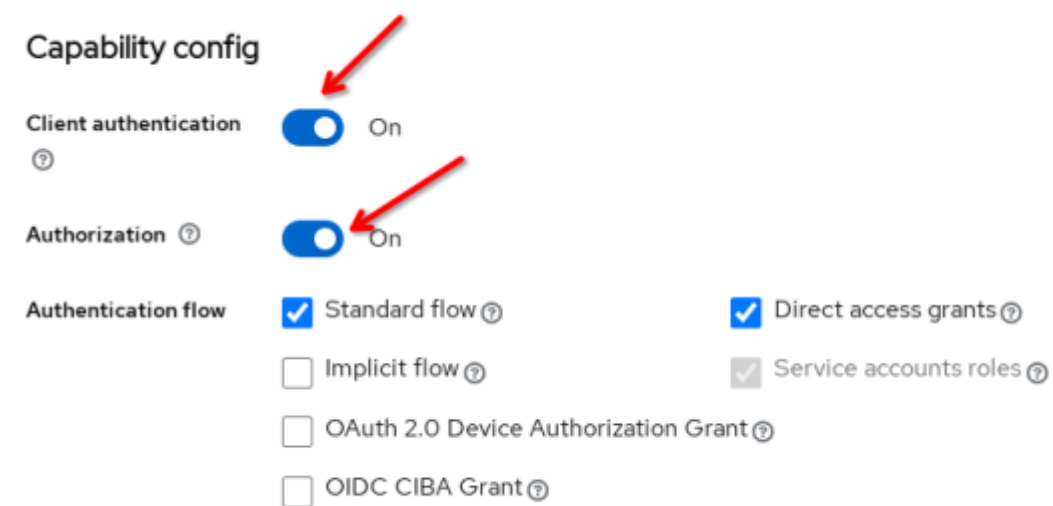 Capability config
Client authentication
On
Authorization
On
Authentication flow
Standard flow
Direct access grants
Implicit flow
Service accounts roles
OAuth 2.0 Device Authorization Grant
OIDC CIBA Grant